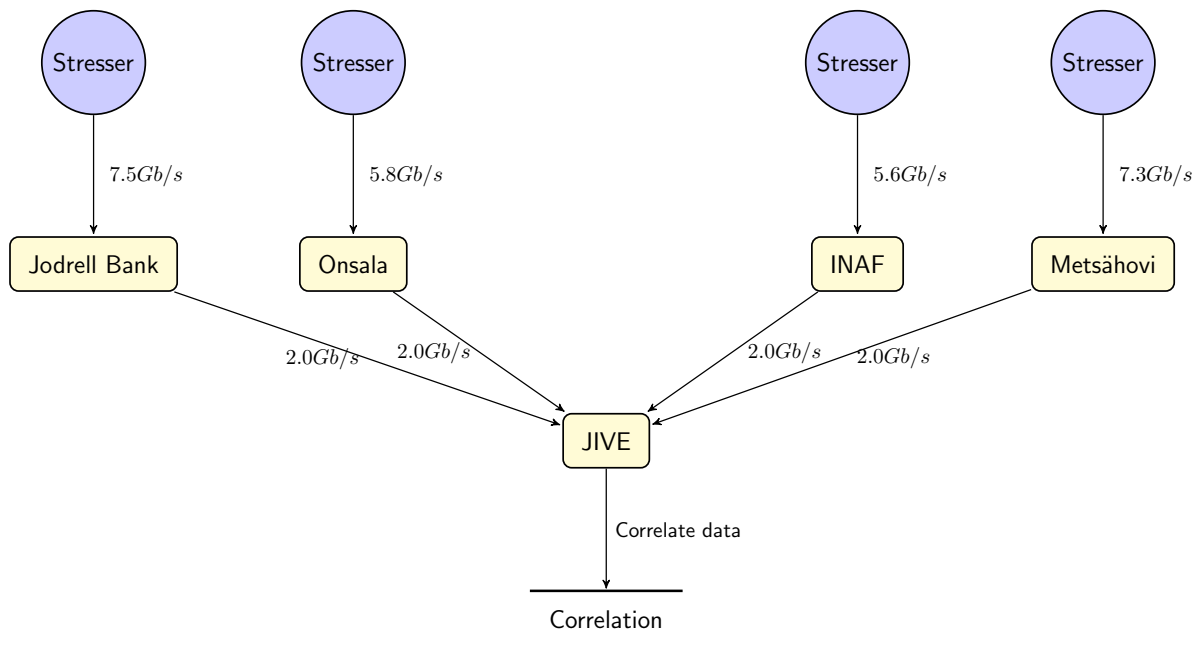 Stresser
Stresser
Stresser
Stresser
7.5Gb/s
5.8Gb/s
5.6Gb/s
7.3Gb/s
Jodrell Bank
Onsala
INAF
Metsähovi
2.0Gb/s
2.0Gb/s
2.0Gb/s
2.0Gb/s
JIVE
Correlate data
Correlation